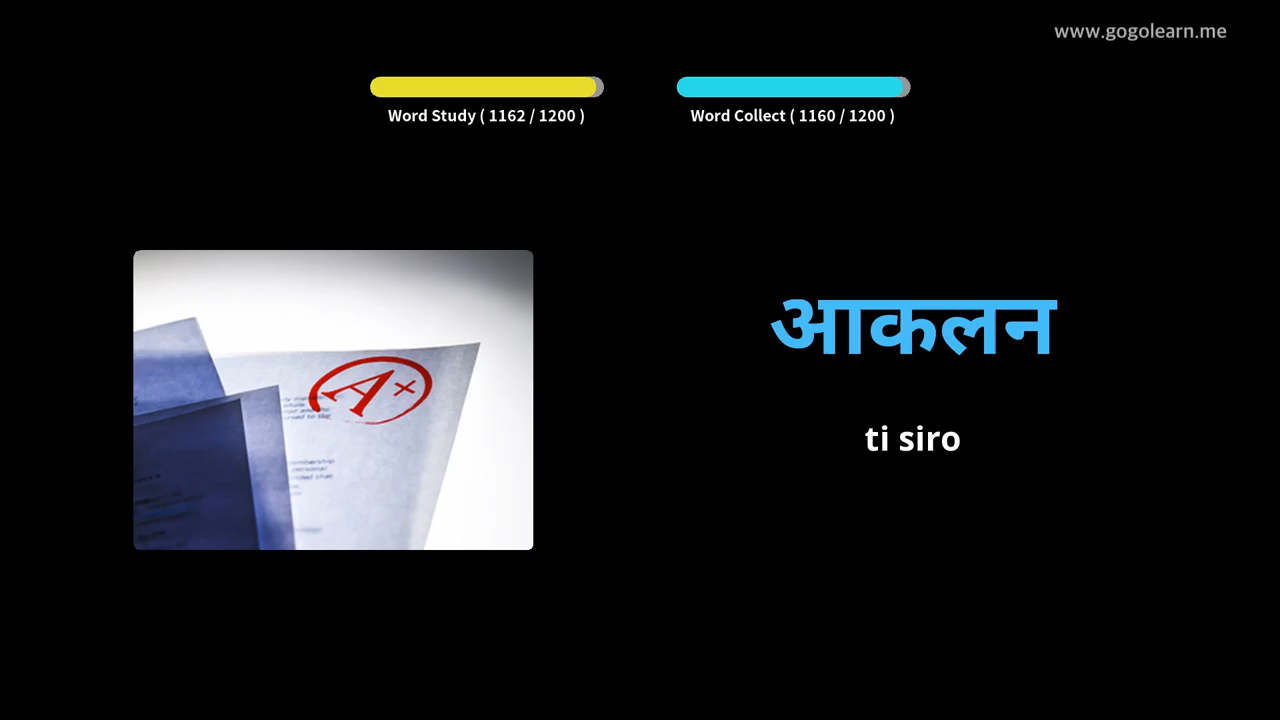 www.gogolearn.me
Word Study ( 1162 / 1200 )
Word Collect ( 1160 / 1200 )
A+
आकलन
ti siro